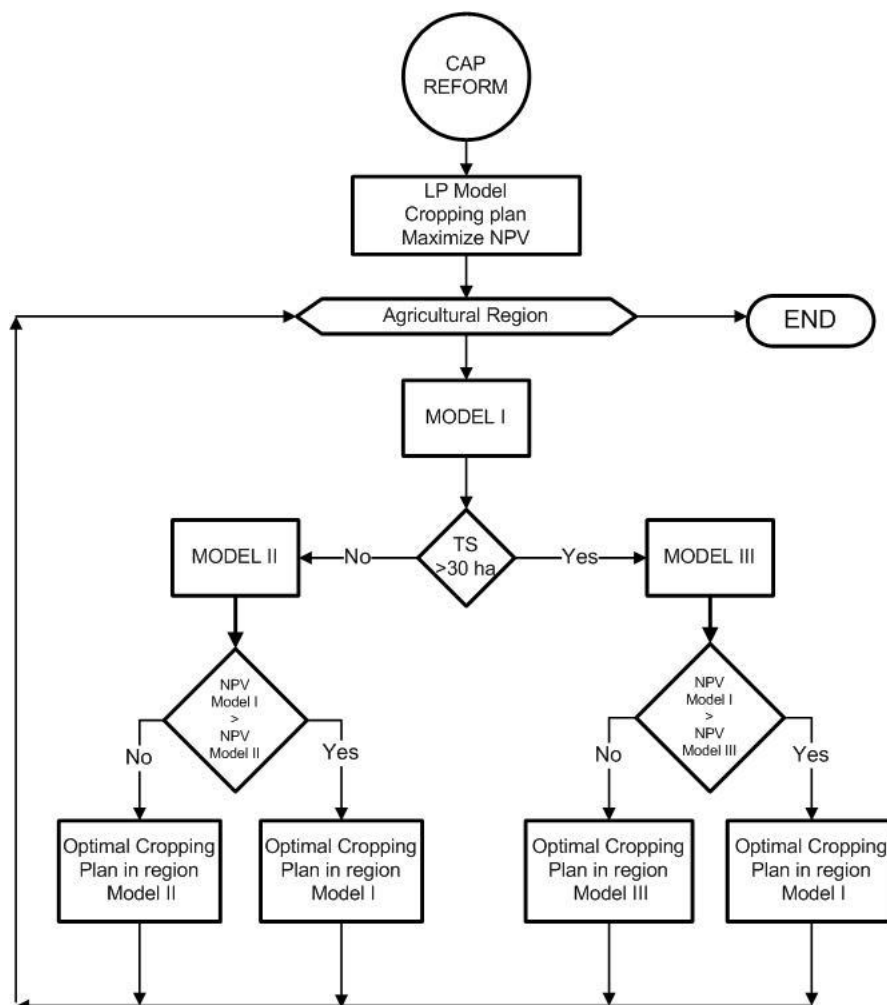 CAP
REFORM
LP Model
Cropping plan
Maximize NPV
Agricultural Region
END
MODEL I
TS
>30 ha
No
Yes
MODEL II
MODEL III
NPV
Model I
>
NPV
Model II
No
Yes
NPV
Model I
>
NPV
Model III
No
Yes
Optimal Cropping
Plan in region
Model II
Optimal Cropping
Plan in region
Model I
Optimal Cropping
Plan in region
Model III
Optimal Cropping
Plan in region
Model I